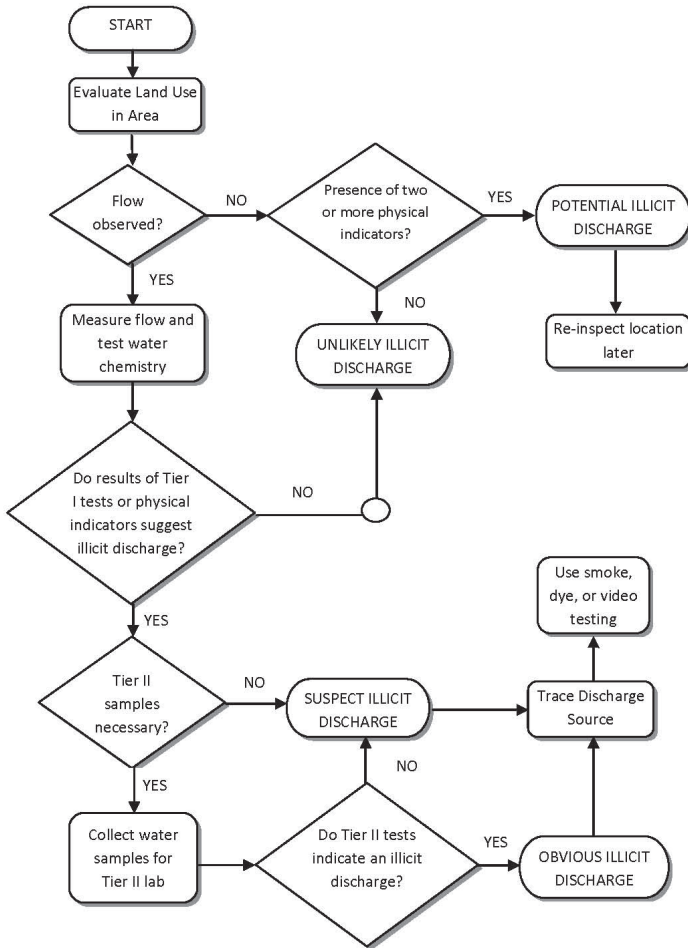 START
Evaluate Land Use
in Area
Flow
observed?
NO
Presence of two
or more physical
indicators?
YES
POTENTIAL ILLICIT
DISCHARGE
Re-inspect location
later
NO
UNLIKELY ILLICIT
DISCHARGE
YES
Measure flow and
test water
chemistry
Do results of Tier
I tests or physical
indicators suggest
illicit discharge?
NO
YES
Tier II
samples
necessary?
NO
SUSPECT ILLICIT
DISCHARGE
Trace Discharge
Source
Use smoke,
dye, or video
testing
YES
Collect water
samples for
Tier II lab
Do Tier II tests
indicate an illicit
discharge?
NO
YES
OBVIOUS ILLICIT
DISCHARGE